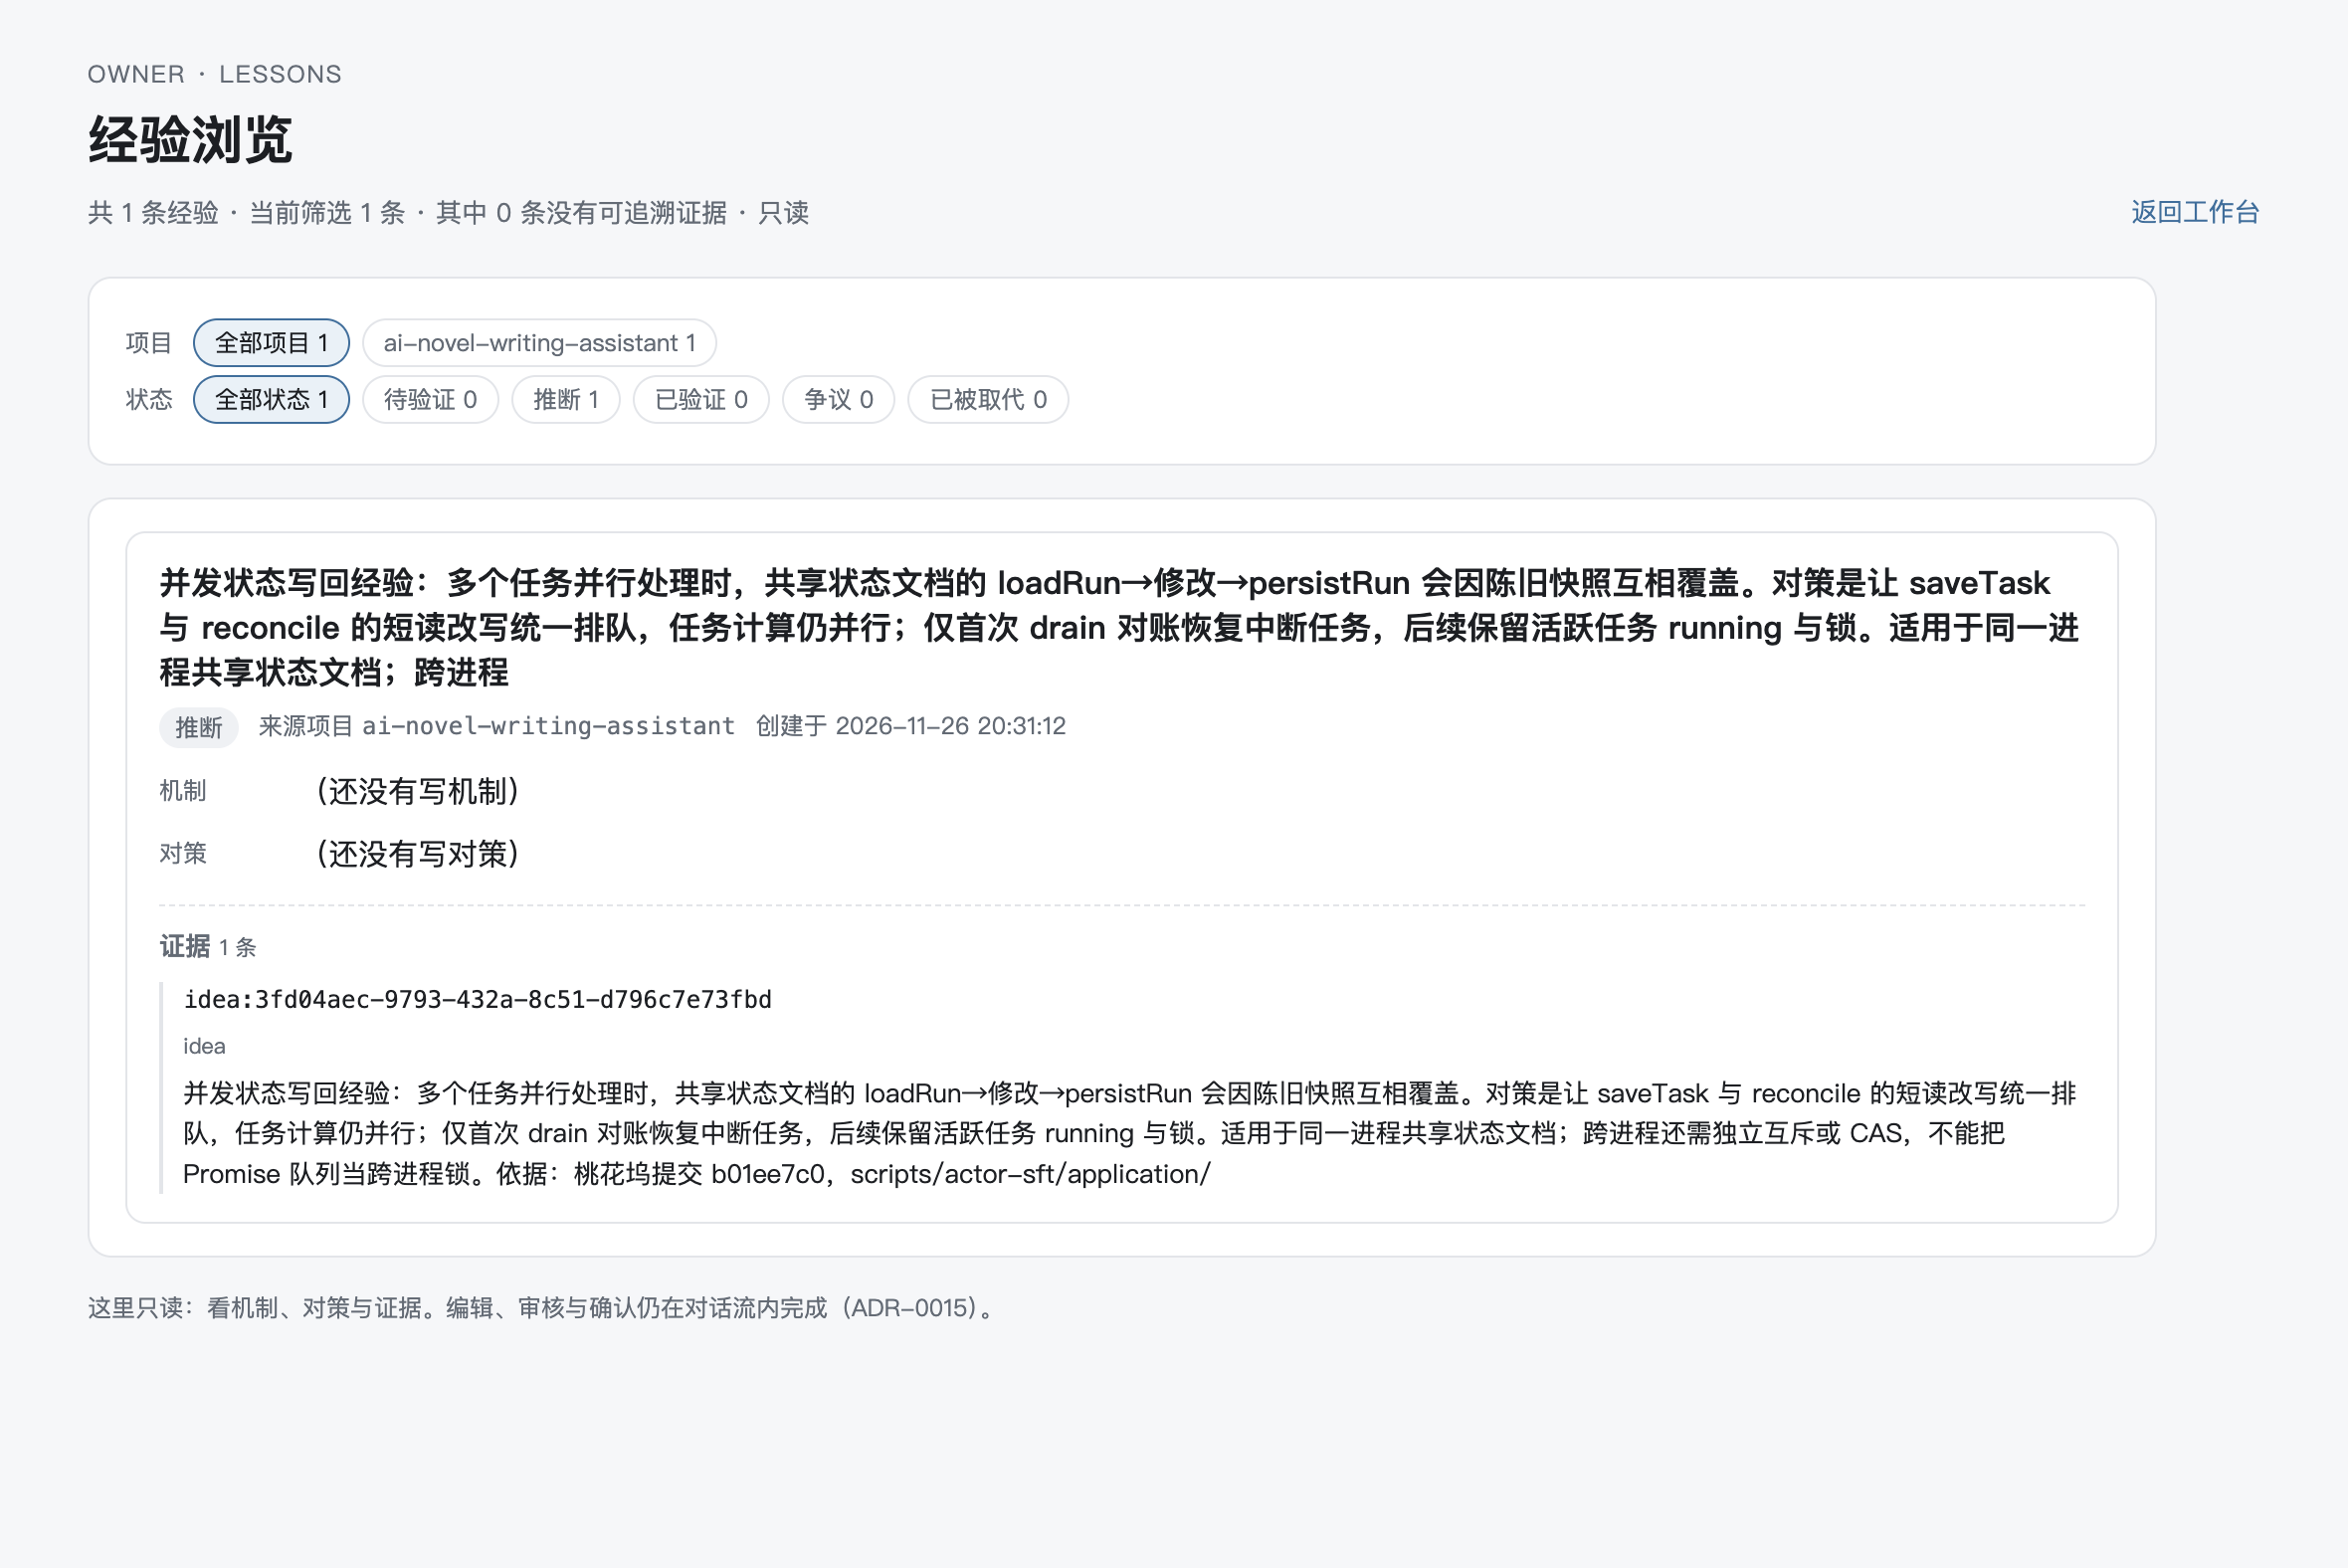 OWNER · LESSONS
经验浏览
共 1 条经验 · 当前筛选 1 条 · 其中 0 条没有可追溯证据 · 只读
返回工作台
项目 全部项目 1 ai-novel-writing-assistant 1
状态 全部状态 1 待验证 0 推断 1 已验证 0 争议 0 已被取代 0
并发状态写回经验：多个任务并行处理时，共享状态文档的 loadRun→修改→persistRun 会因陈旧快照互相覆盖。对策是让 saveTask
与 reconcile 的短读改写统一排队，任务计算仍并行；仅首次 drain 对账恢复中断任务，后续保留活跃任务 running 与锁。适用于同一进
程共享状态文档；跨进程
推断 来源项目 ai-novel-writing-assistant 创建于 2026-11-26 20:31:12
机制 （还没有写机制）
对策 （还没有写对策）
证据 1 条
idea:3fd04aec-9793-432a-8c51-d796c7e73fbd
idea
并发状态写回经验：多个任务并行处理时，共享状态文档的 loadRun→修改→persistRun 会因陈旧快照互相覆盖。对策是让 saveTask 与 reconcile 的短读改写统一排
队，任务计算仍并行；仅首次 drain 对账恢复中断任务，后续保留活跃任务 running 与锁。适用于同一进程共享状态文档；跨进程还需独立互斥或 CAS，不能把
Promise 队列当跨进程锁。依据：桃花坞提交 b01ee7c0，scripts/actor-sft/application/
这里只读：看机制、对策与证据。编辑、审核与确认仍在对话流内完成（ADR-0015）。